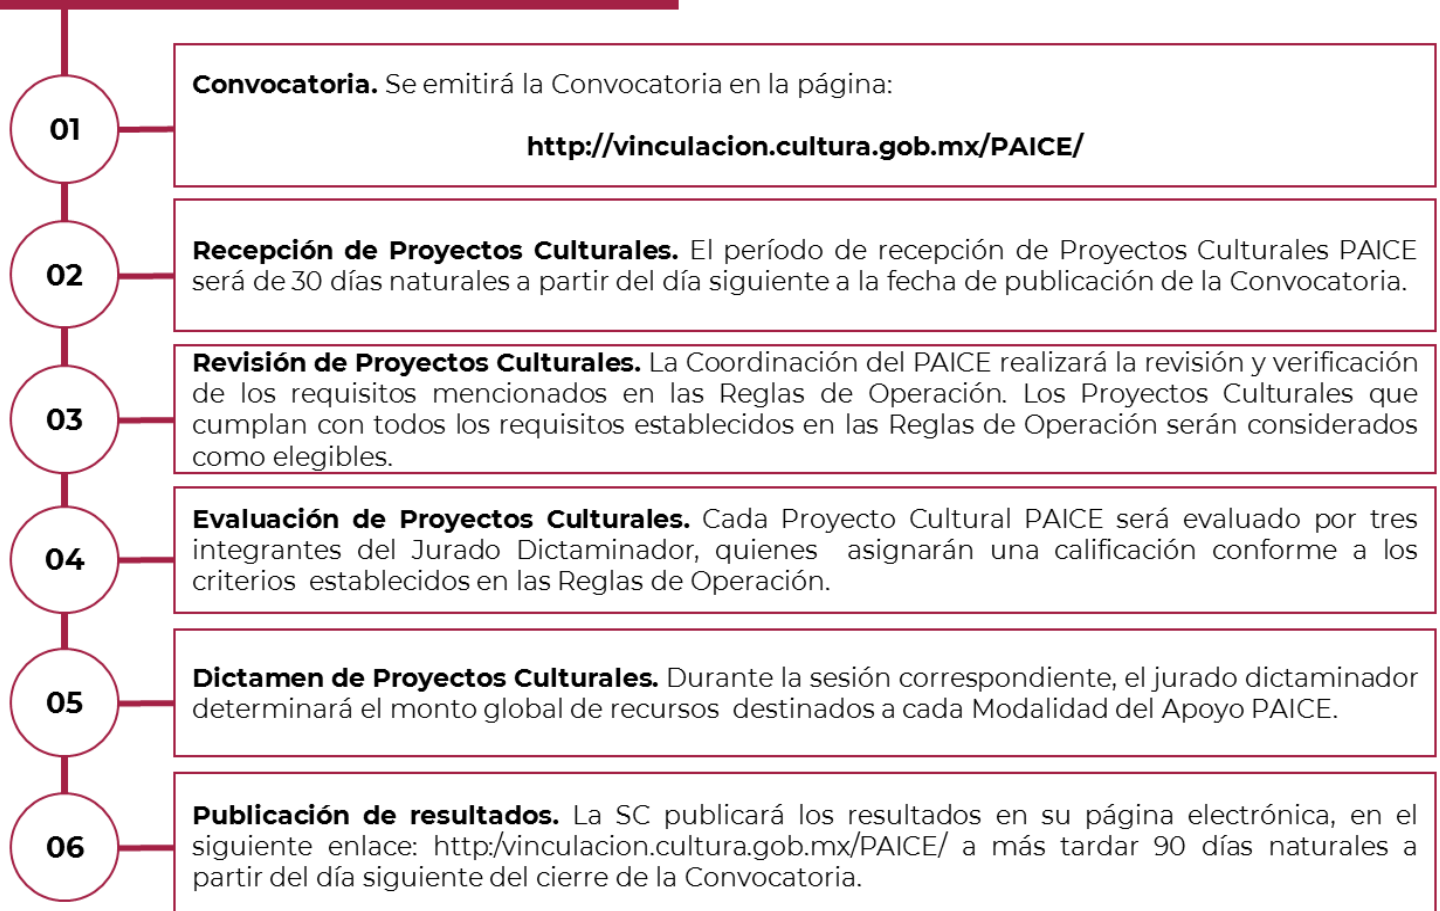 01
Convocatoria. Se emitirá la Convocatoria en la página:
http://vinculacion.cultura.gob.mx/PAICE/
02
Recepción de Proyectos Culturales. El período de recepción de Proyectos Culturales PAICE
será de 30 días naturales a partir del día siguiente a la fecha de publicación de la Convocatoria.
03
Revisión de Proyectos Culturales. La Coordinación del PAICE realizará la revisión y verificación
de los requisitos mencionados en las Reglas de Operación. Los Proyectos Culturales que
cumplan con todos los requisitos establecidos en las Reglas de Operación serán considerados
como elegibles.
04
Evaluación de Proyectos Culturales. Cada Proyecto Cultural PAICE será evaluado por tres
integrantes del Jurado Dictaminador, quienes asignarán una calificación conforme a los
criterios establecidos en las Reglas de Operación.
05
Dictamen de Proyectos Culturales. Durante la sesión correspondiente, el jurado dictaminador
determinará el monto global de recursos destinados a cada Modalidad del Apoyo PAICE.
06
Publicación de resultados. La SC publicará los resultados en su página electrónica, en el
siguiente enlace: http:/vinculacion.cultura.gob.mx/PAICE/ a más tardar 90 días naturales a
partir del día siguiente del cierre de la Convocatoria.